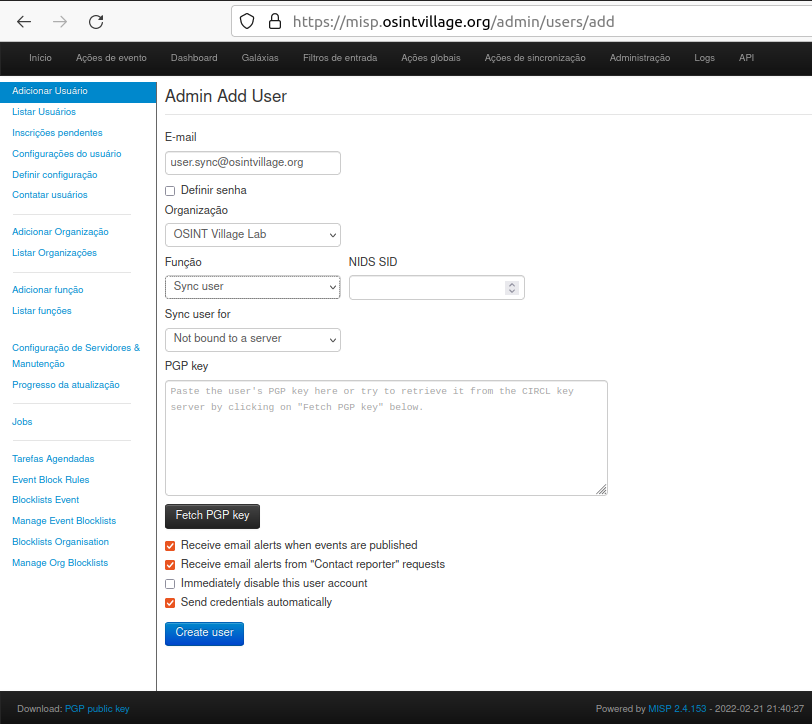 https://misp.osintvillage.org/admin/users/add
Início Ações de evento Dashboard Galáxias Filtros de entrada Ações globais Ações de sincronização Administração Logs API
Adicionar Usuário
Listar Usuários
Inscrições pendentes
Configurações do usuário
Definir configuração
Contatar usuários
Adicionar Organização
Listar Organizações
Adicionar função
Listar funções
Configuração de Servidores &
Manutenção
Progresso da atualização
Jobs
Tarefas Agendadas
Event Block Rules
Blocklists Event
Manage Event Blocklists
Blocklists Organisation
Manage Org Blocklists
Admin Add User
E-mail
user.sync@osintvillage.org
Definir senha
Organização
OSINT Village Lab
Função NIDS SID
Sync user
Sync user for
Not bound to a server
PGP key
Paste the user's PGP key here or try to retrieve it from the CIRCL key
server by clicking on "Fetch PGP key" below.
Fetch PGP key
Receive email alerts when events are published
Receive email alerts from "Contact reporter" requests
Immediately disable this user account
Send credentials automatically
Create user
Download: PGP public key Powered by MISP 2.4.153 - 2022-02-21 21:40:27